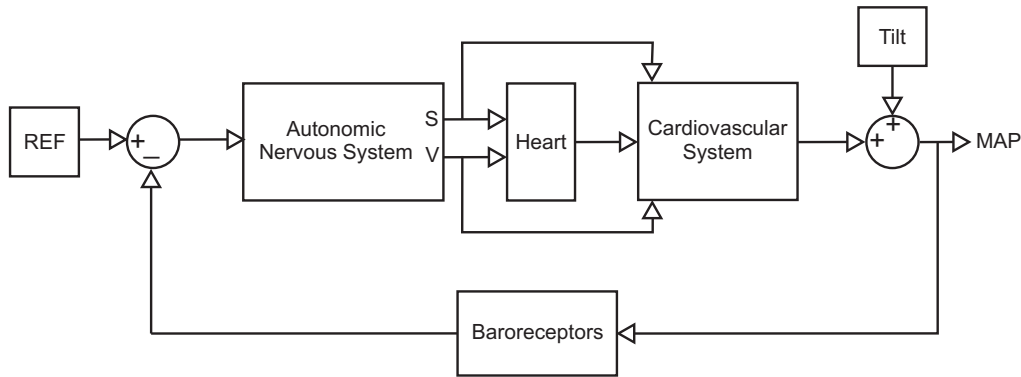 Tilt
REF
+
−
Autonomic
Nervous System
S
V
Heart
Cardiovascular
System
+
+
MAP
Baroreceptors